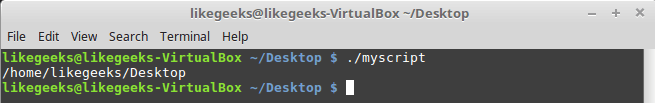 likegeeks@likegeeks-VirtualBox ~/Desktop
File Edit View Search Terminal Help
likegeeks@likegeeks-VirtualBox ~/Desktop $ ./myscript
/home/likegeeks/Desktop
likegeeks@likegeeks-VirtualBox ~/Desktop $